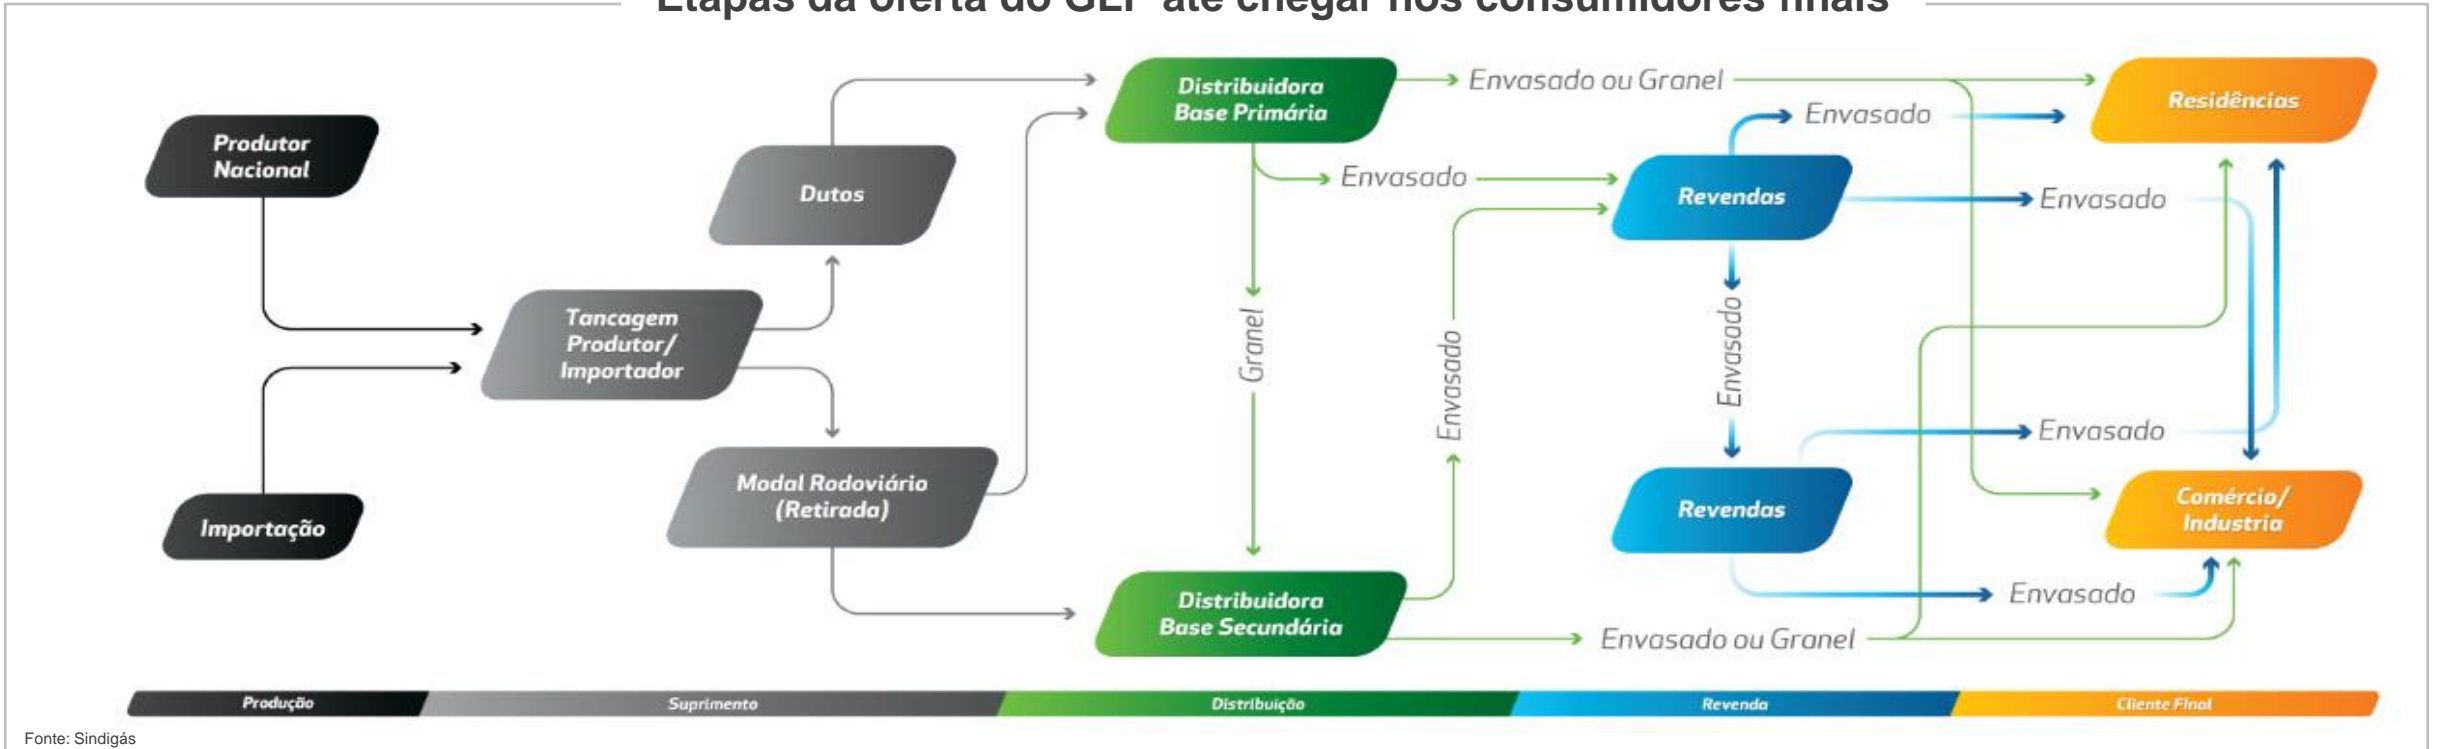 Etapas da oferta do GLP até chegar nos consumidores finais
Produtor
Nacional
Importação
Tancagem
Produtor/
Importador
Dutos
Modal Rodoviário
(Retirada)
Distribuidora
Base Primária
Envasado ou Granel
Envasado
Granel
Envasado
Distribuidora
Base Secundária
Envasado ou Granel
Revendas
Envasado
Envasado
Envasado
Revendas
Envasado
Envasado
Residências
Comércio/
Industria
Produção
Suprimento
Distribuição
Revenda
Cliente Final
Fonte: Sindigás